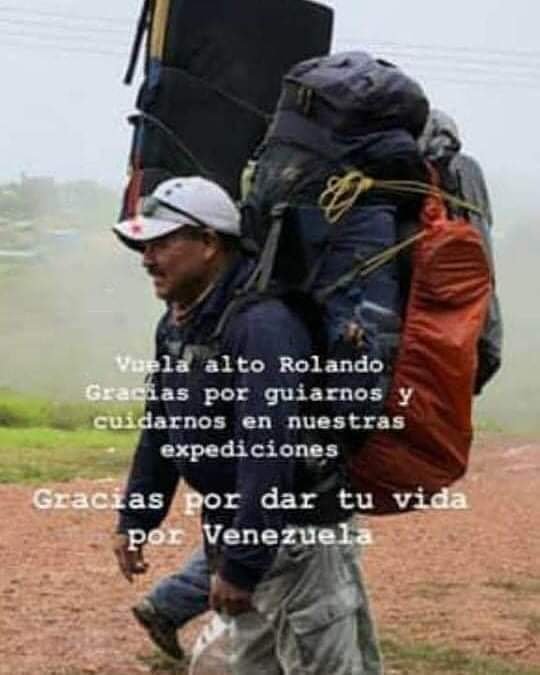 Vuela alto Rolando
Gracias por guiarnos y
cuidarnos en nuestras
expediciones
Gracias por dar tu vida
por Venezuela